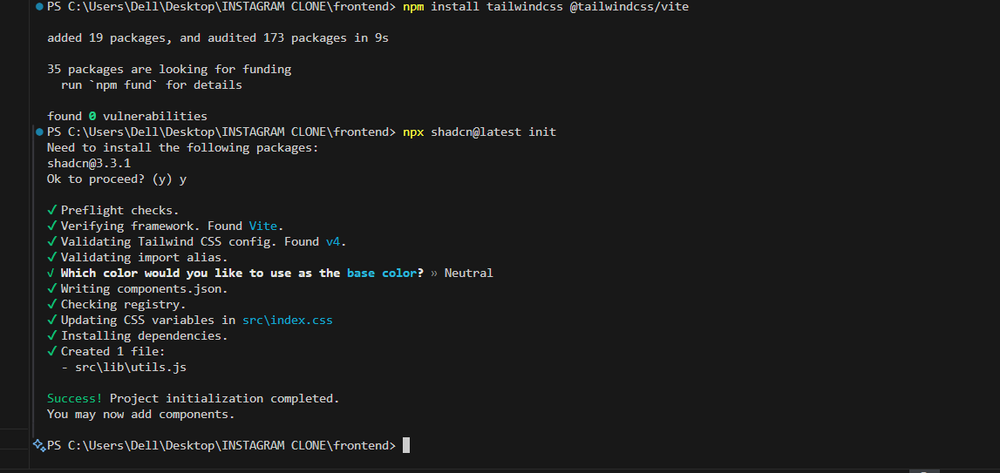 PS C:\Users\Dell\Desktop\INSTAGRAM CLONE\frontend> npm install tailwindcss @tailwindcss/vite
added 19 packages, and audited 173 packages in 9s
35 packages are looking for funding
  run `npm fund` for details
found 0 vulnerabilities
PS C:\Users\Dell\Desktop\INSTAGRAM CLONE\frontend> npx shadcn@latest init
Need to install the following packages:
shadcn@3.3.1
Ok to proceed? (y) y
✓ Preflight checks.
✓ Verifying framework. Found Vite.
✓ Validating Tailwind CSS config. Found v4.
✓ Validating import alias.
√ Which color would you like to use as the base color? » Neutral
✓ Writing components.json.
✓ Checking registry.
✓ Updating CSS variables in src\index.css
✓ Installing dependencies.
✓ Created 1 file:
  - src\lib\utils.js
Success! Project initialization completed.
You may now add components.
PS C:\Users\Dell\Desktop\INSTAGRAM CLONE\frontend>